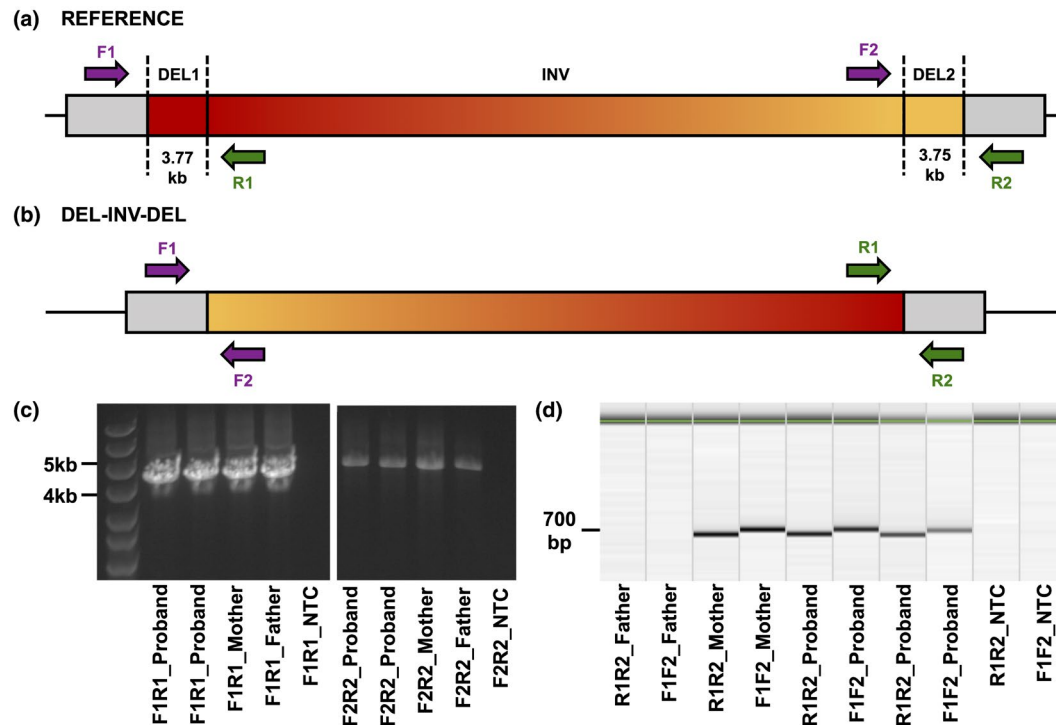 (a) REFERENCE
F1
DEL1
INV
F2
DEL2
3.77
kb
R1
3.75
kb
R2
(b) DEL-INV-DEL
F1
R1
F2
R2
(c)
5kb
4kb
F1R1_Proband
F1R1_Proband
F1R1_Mother
F1R1_Father
F1R1_NTC
F2R2_Proband
F2R2_Proband
F2R2_Mother
F2R2_Father
F2R2_NTC
(d)
700
bp
R1R2_Father
F1F2_Father
R1R2_Mother
F1F2_Mother
R1R2_Proband
F1F2_Proband
R1R2_Proband
F1F2_Proband
R1R2_NTC
F1F2_NTC